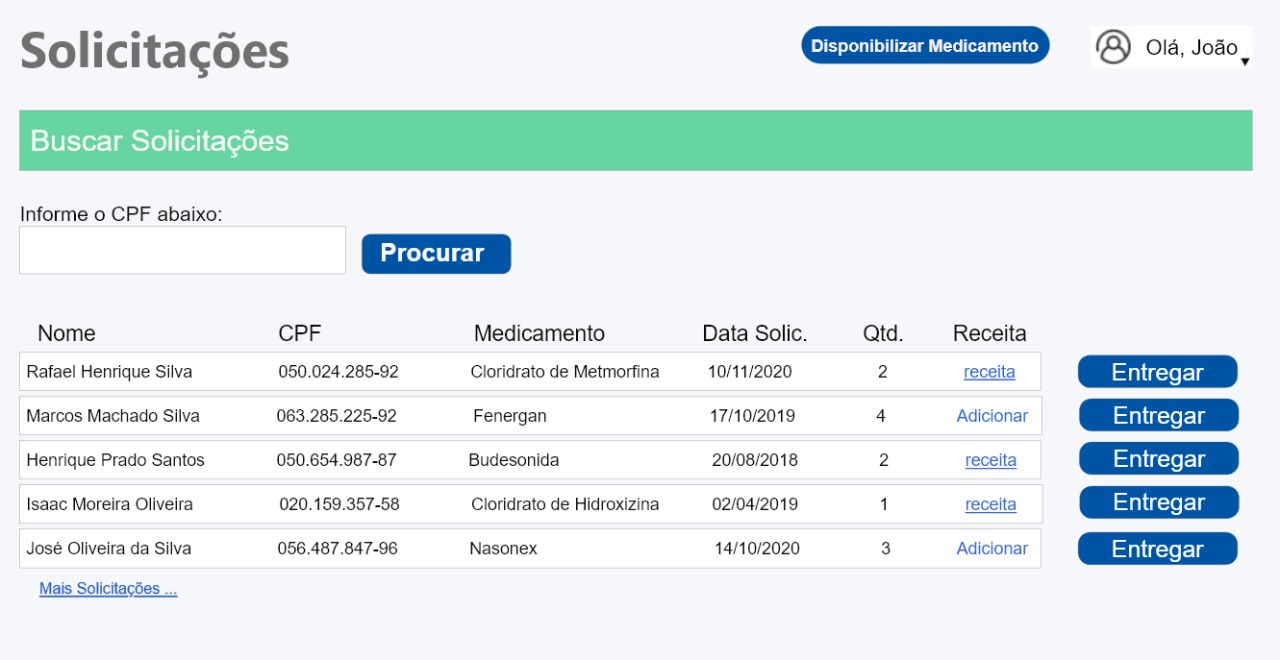 Solicitações
Disponibilizar Medicamento
Olá, João
Buscar Solicitações
Informe o CPF abaixo:
Procurar
Nome CPF Medicamento Data Solic. Qtd. Receita
Rafael Henrique Silva 050.024.285-92 Cloridrato de Metmorfina 10/11/2020 2 receita Entregar
Marcos Machado Silva 063.285.225-92 Fenergan 17/10/2019 4 Adicionar Entregar
Henrique Prado Santos 050.654.987-87 Budesonida 20/08/2018 2 receita Entregar
Isaac Moreira Oliveira 020.159.357-58 Cloridrato de Hidroxizina 02/04/2019 1 receita Entregar
José Oliveira da Silva 056.487.847-96 Nasonex 14/10/2020 3 Adicionar Entregar
Mais Solicitações ...